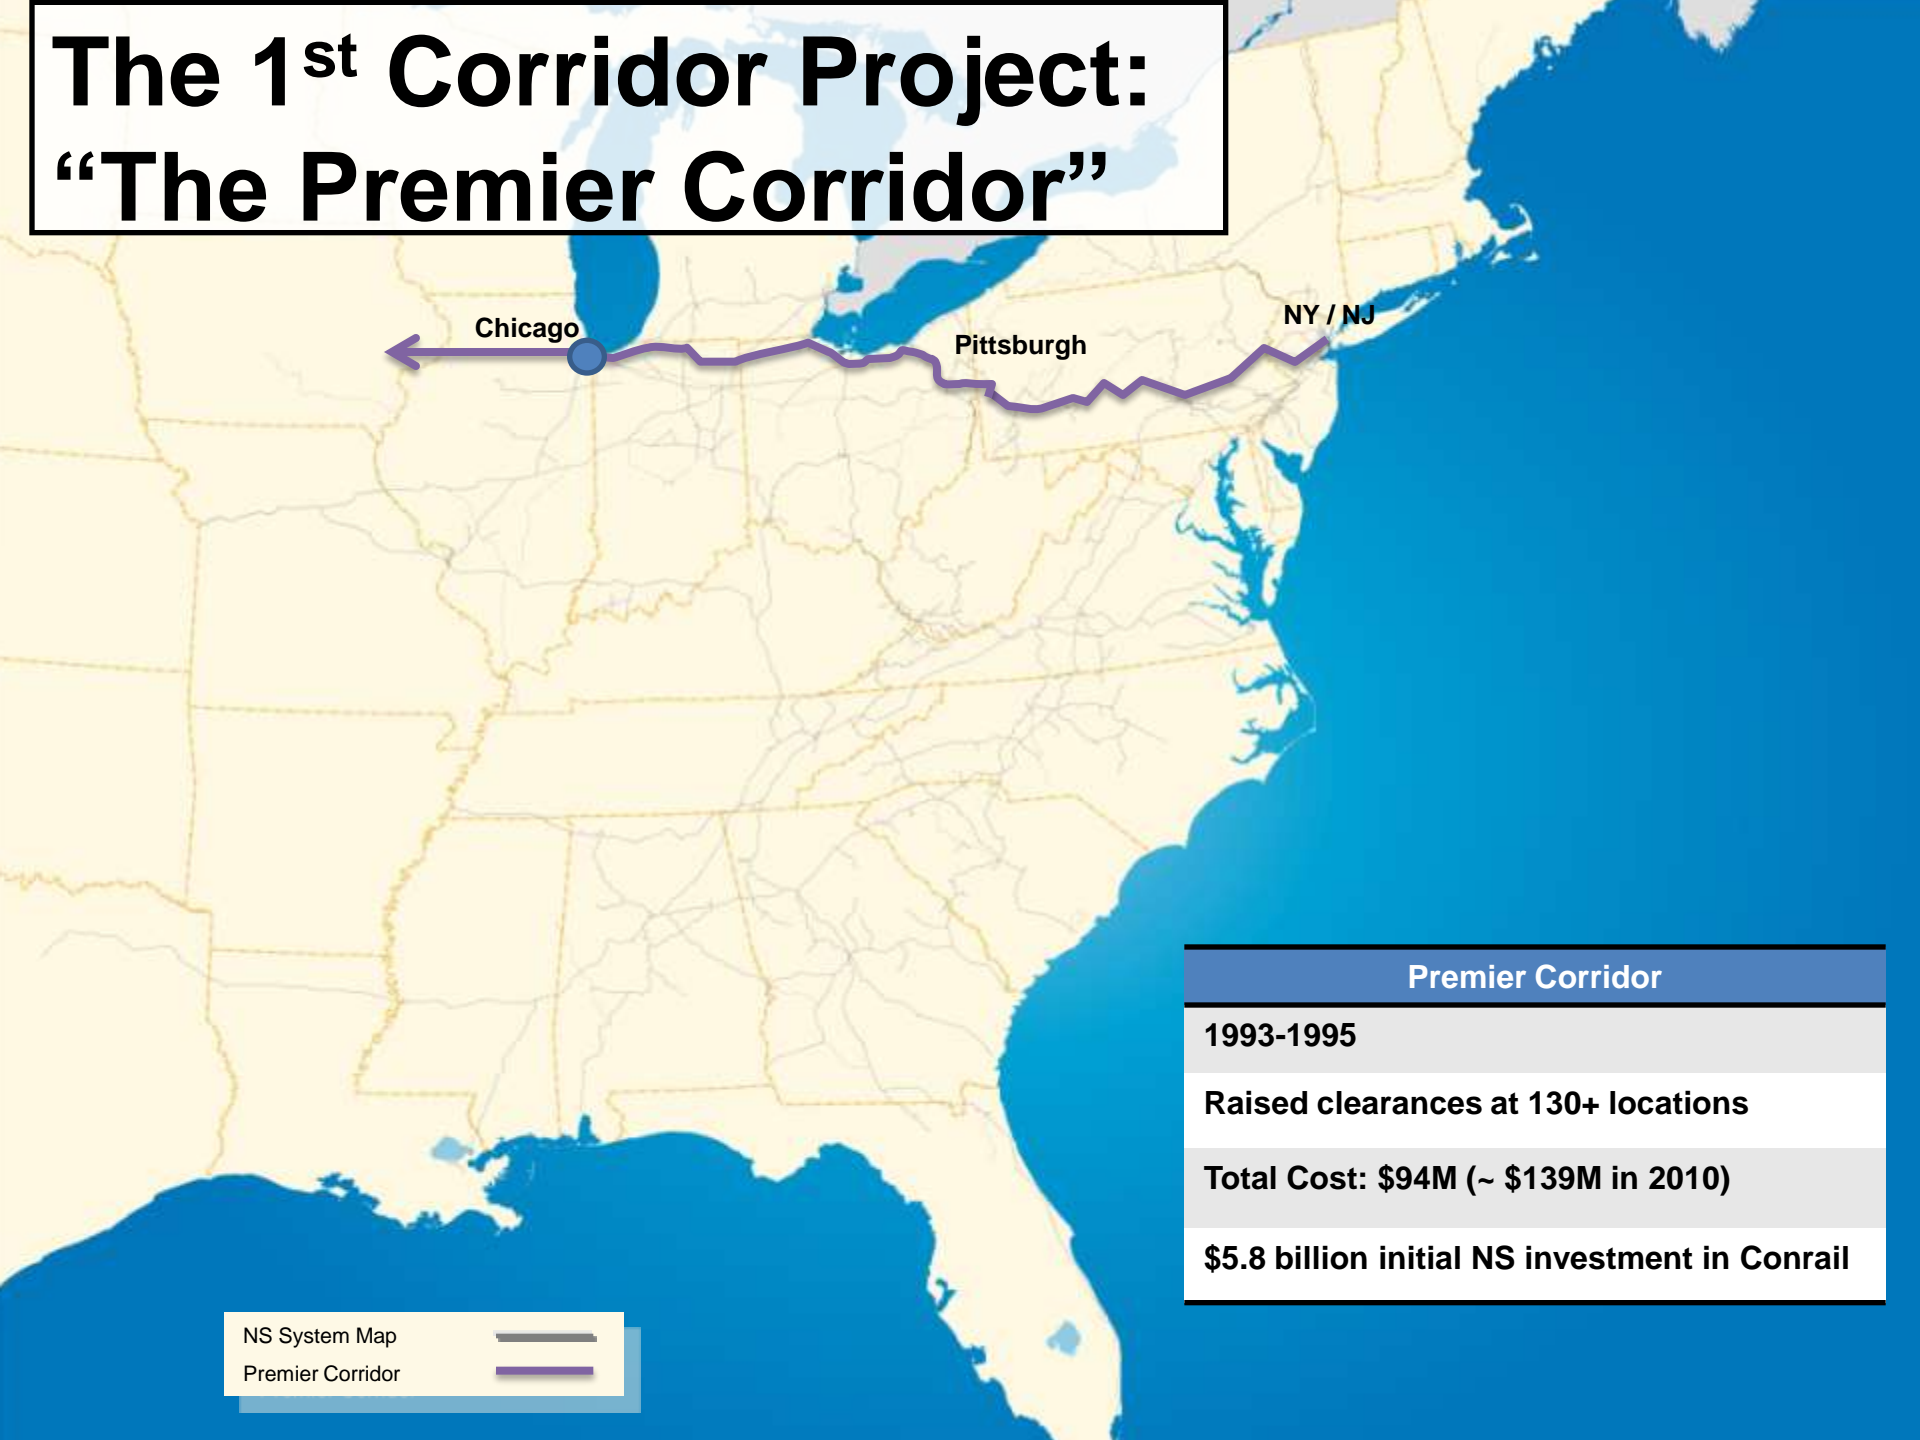 The 1st Corridor Project:
“The Premier Corridor”
Chicago
Pittsburgh
NY / NJ
Premier Corridor
1993-1995
Raised clearances at 130+ locations
Total Cost: $94M (~ $139M in 2010)
$5.8 billion initial NS investment in Conrail
NS System Map
Premier Corridor